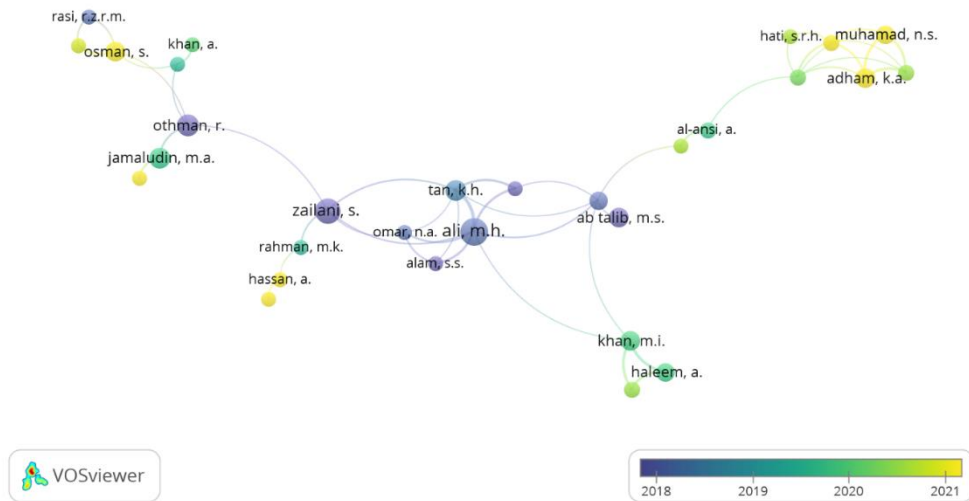 rasi, r.z.r.m.
osman, s.
khan, a.
othman, r.
jamaludin, m.a.
zailani, s.
rahman, m.k.
hassan, a.
tan, k.h.
omar, n.a.
ali, m.h.
alam, s.s.
ab talib, m.s.
al-ansi, a.
hati, s.r.h.
muhamad, n.s.
adham, k.a.
khan, m.i.
haleem, a.
VOSviewer
2018 2019 2020 2021